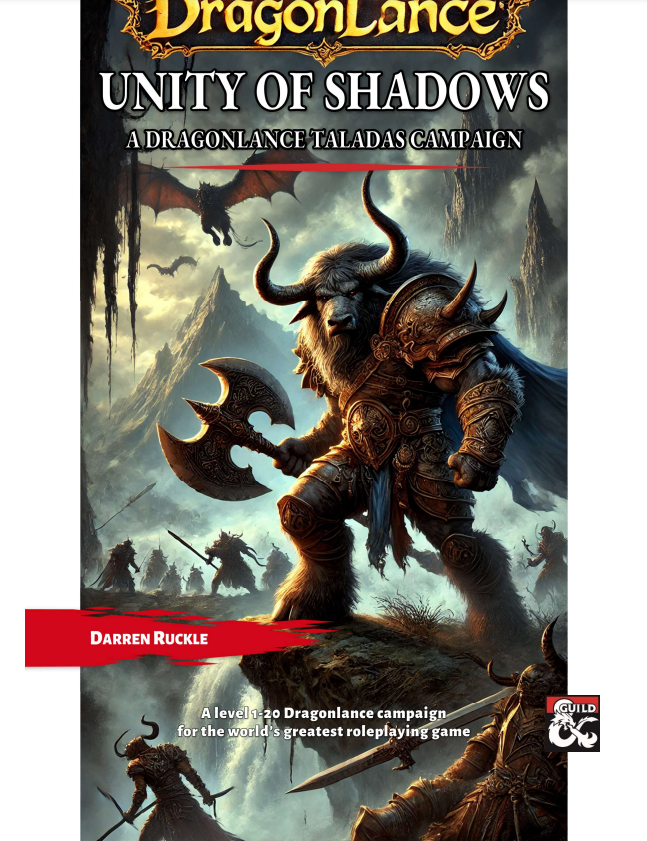 DRAGONLANCE
UNITY OF SHADOWS
A DRAGONLANCE TALADAS CAMPAIGN
DARREN RUCKLE
A level 1-20 Dragonlance campaign
for the world's greatest roleplaying game
GUILD